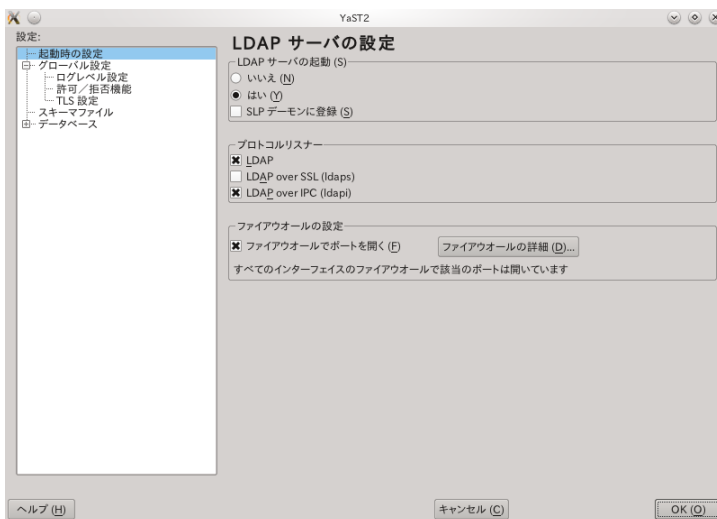 YaST2
設定:
起動時の設定
グローバル設定
ログレベル設定
許可／拒否機能
TLS 設定
スキーマファイル
データベース
LDAP サーバの設定
LDAP サーバの起動 (S)
いいえ (N)
はい (Y)
SLP デーモンに登録 (S)
プロトコルリスナー
LDAP
LDAP over SSL (ldaps)
LDAP over IPC (ldapi)
ファイアウオールの設定
ファイアウオールでポートを開く (F)
ファイアウオールの詳細 (D)...
すべてのインターフェイスのファイアウオールで該当のポートは開いています
ヘルプ (H)
キャンセル (C)
OK (O)